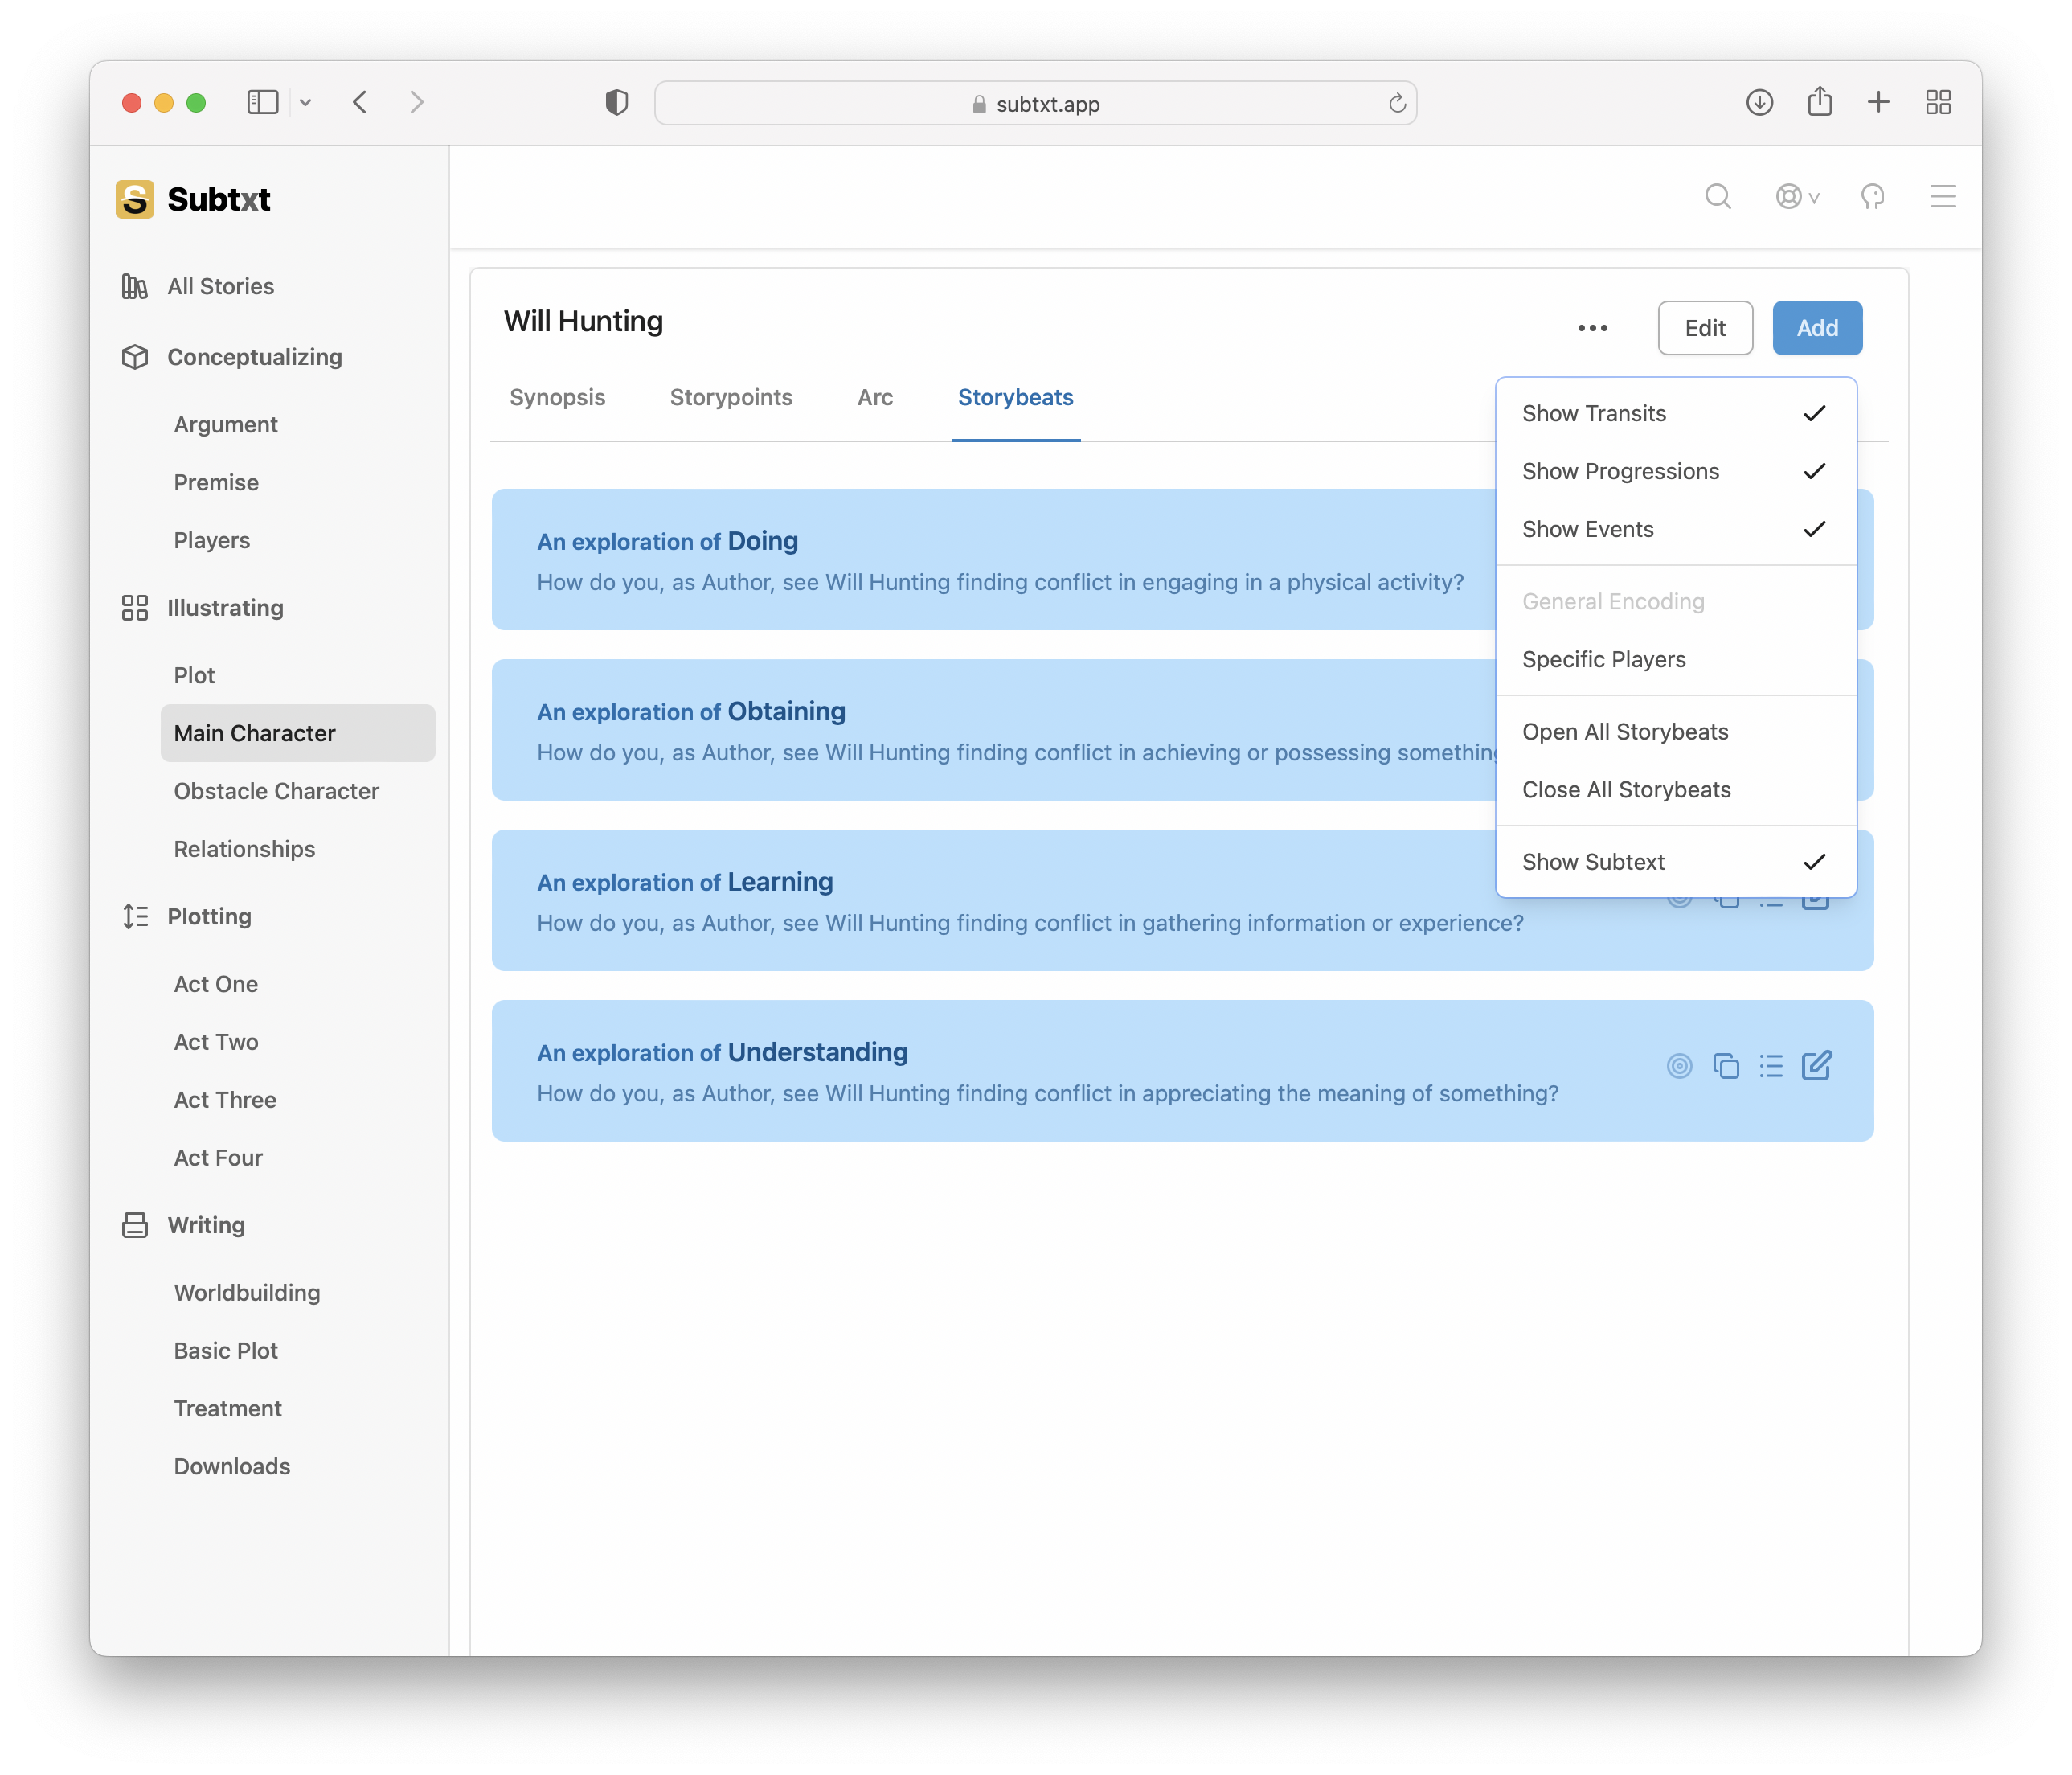 subtxt.app
Subtxt
All Stories
Conceptualizing
Argument
Premise
Players
Illustrating
Plot
Main Character
Obstacle Character
Relationships
Plotting
Act One
Act Two
Act Three
Act Four
Writing
Worldbuilding
Basic Plot
Treatment
Downloads
Will Hunting
Edit
Add
Synopsis
Storypoints
Arc
Storybeats
An exploration of Doing
How do you, as Author, see Will Hunting finding conflict in engaging in a physical activity?
An exploration of Obtaining
How do you, as Author, see Will Hunting finding conflict in achieving or possessing something
An exploration of Learning
How do you, as Author, see Will Hunting finding conflict in gathering information or experience?
An exploration of Understanding
How do you, as Author, see Will Hunting finding conflict in appreciating the meaning of something?
Show Transits
Show Progressions
Show Events
General Encoding
Specific Players
Open All Storybeats
Close All Storybeats
Show Subtext